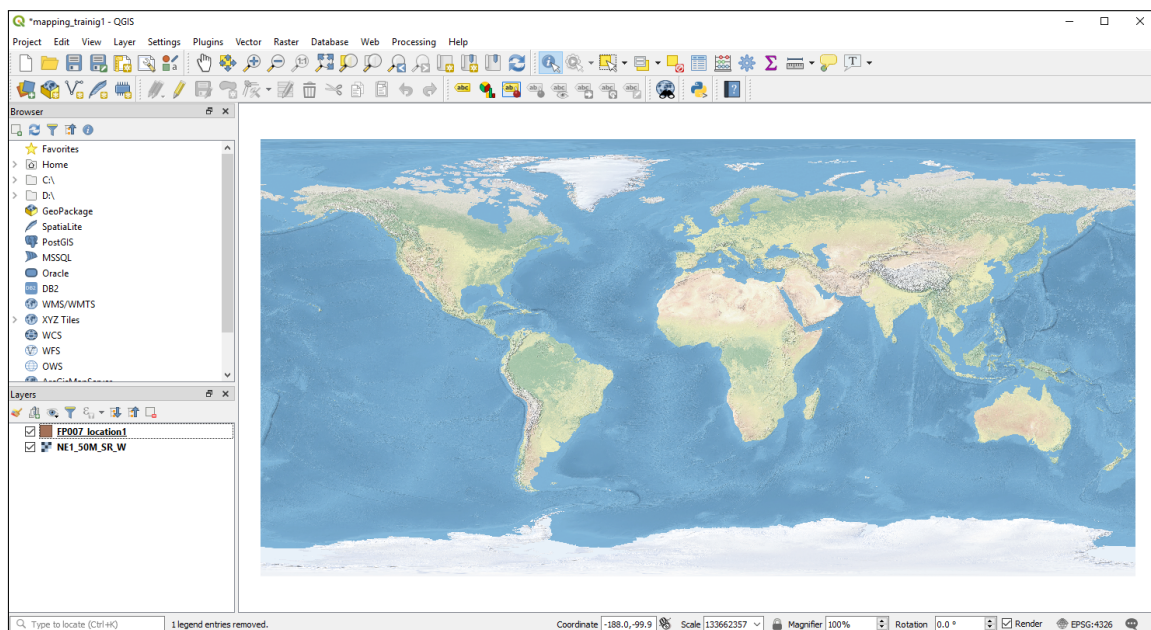 *mapping_trainig1 - QGIS
Project Edit View Layer Settings Plugins Vector Raster Database Web Processing Help
Browser
Favorites
Home
C:\
D:\
GeoPackage
SpatiaLite
PostGIS
MSSQL
Oracle
DB2
WMS/WMTS
XYZ Tiles
WCS
WFS
OWS
Layers
FP007_location1
NE1_50M_SR_W
Type to locate (Ctrl+K) 1 legend entries removed. Coordinate -188.0,-99.9 Scale 133662357 Magnifier 100% Rotation 0.0 ° Render EPSG:4326